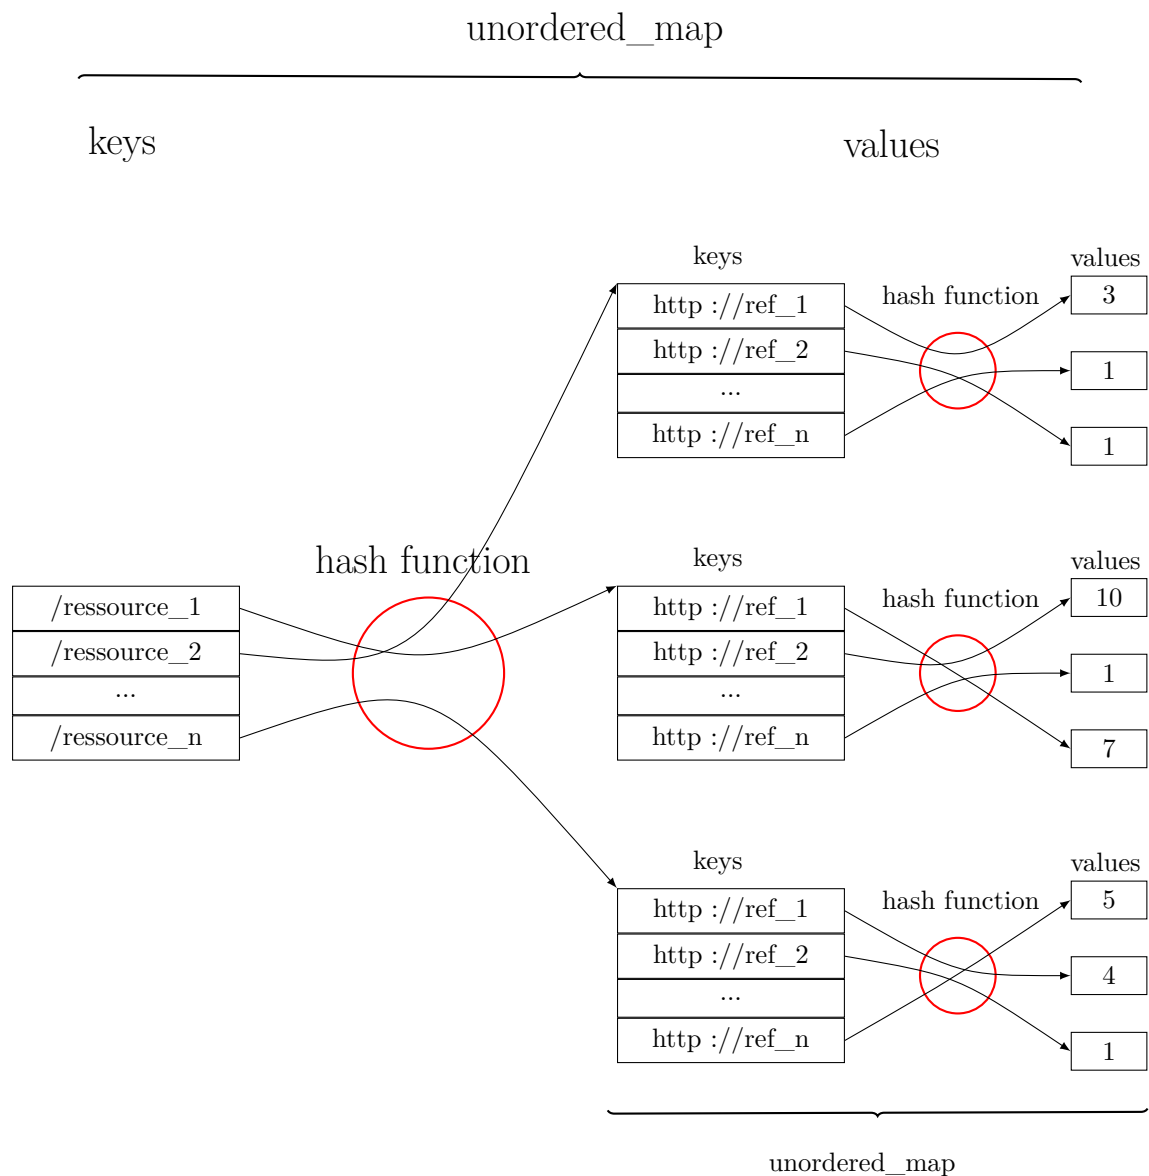 unordered_map
keys
values
keys
values
http ://ref_1
hash function
3
http ://ref_2
1
...
http ://ref_n
1
hash function
/ressource_1
/ressource_2
...
/ressource_n
keys
values
http ://ref_1
hash function
10
http ://ref_2
1
...
http ://ref_n
7
keys
values
http ://ref_1
hash function
5
http ://ref_2
4
...
http ://ref_n
1
unordered_map